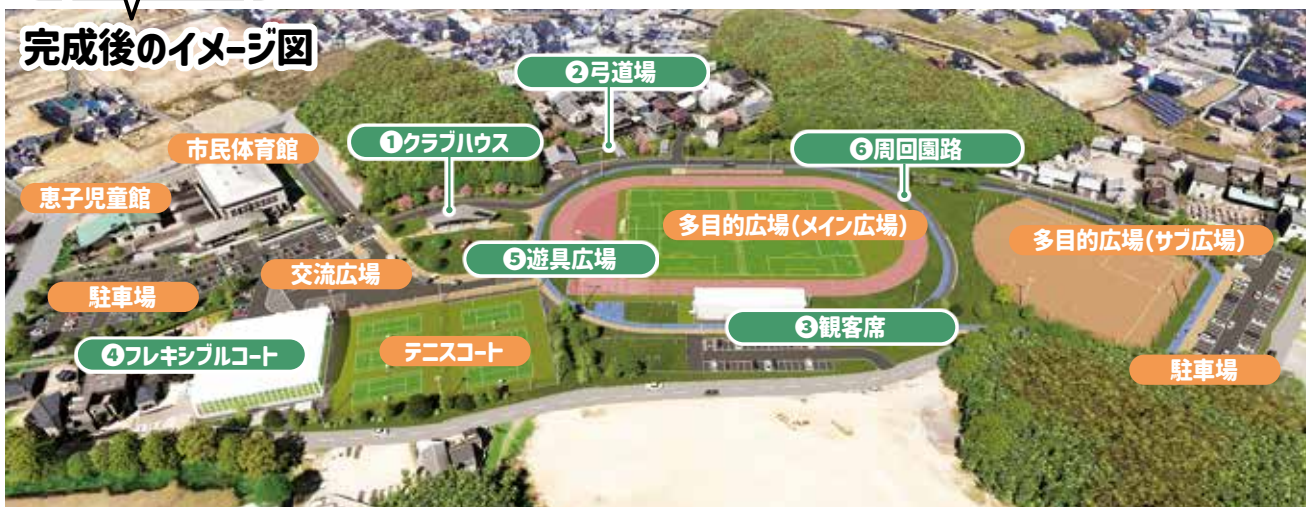 完成後のイメージ図
❷弓道場
❶クラブハウス
❻周回園路
市民体育館
恵子児童館
多目的広場(メイン広場)
多目的広場(サブ広場)
❺遊具広場
交流広場
駐車場
❸観客席
❹フレキシブルコート
テニスコート
駐車場